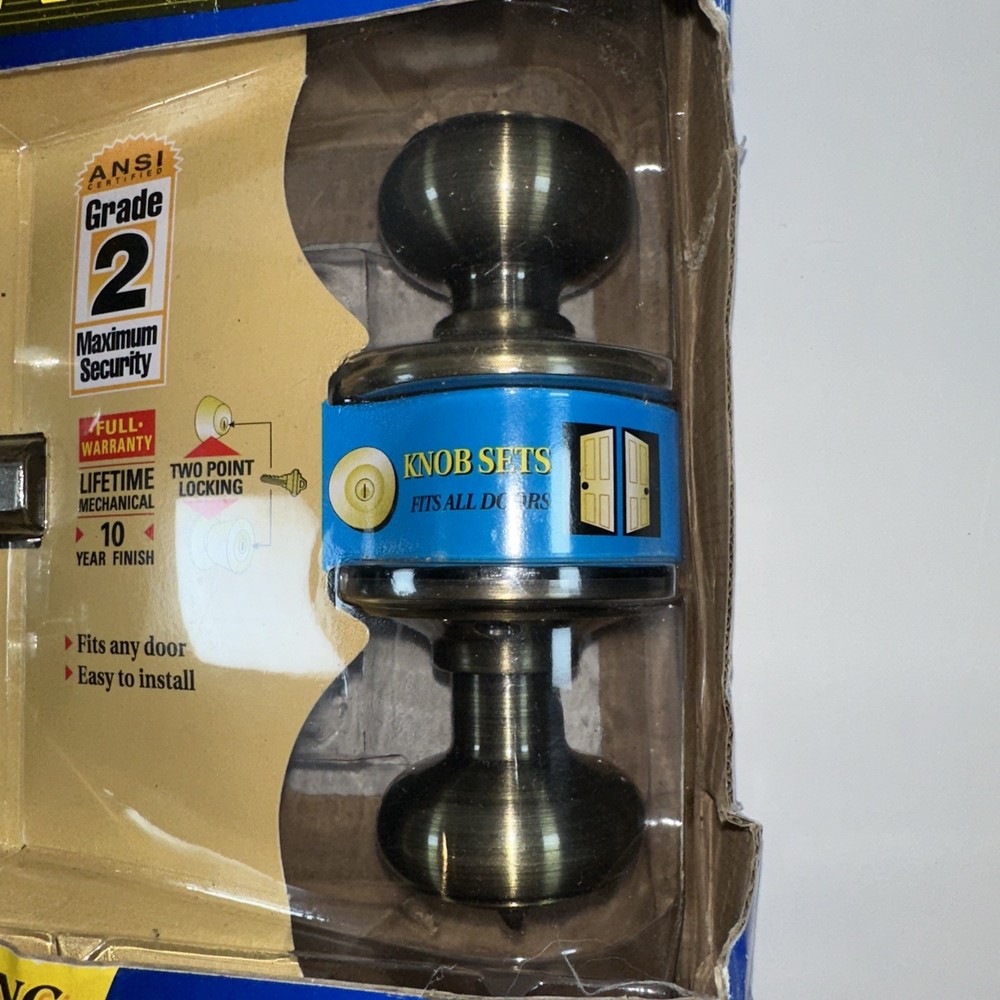 ANSI
CERTIFIED
Grade
2
Maximum
Security
•FULL•
WARRANTY
LIFETIME
MECHANICAL
10
YEAR FINISH
TWO POINT
LOCKING
Fits any door
Easy to install
KNOB SETS
FITS ALL DOORS